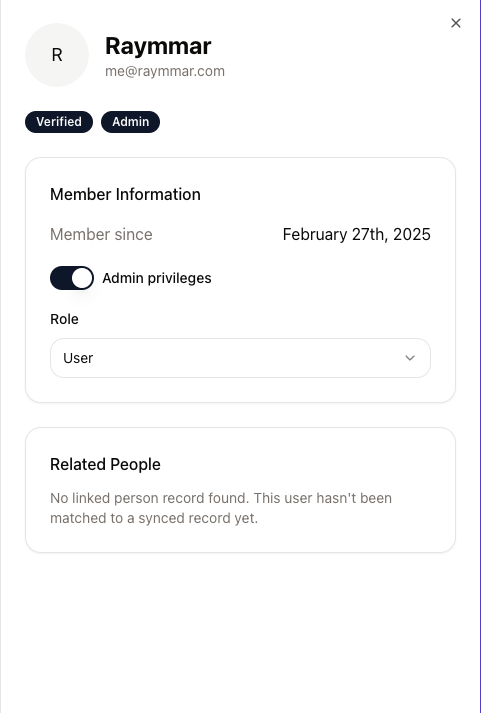 R
Raymmar
me@raymmar.com
Verified
Admin
Member Information
Member since
February 27th, 2025
Admin privileges
Role
User
Related People
No linked person record found. This user hasn't been
matched to a synced record yet.